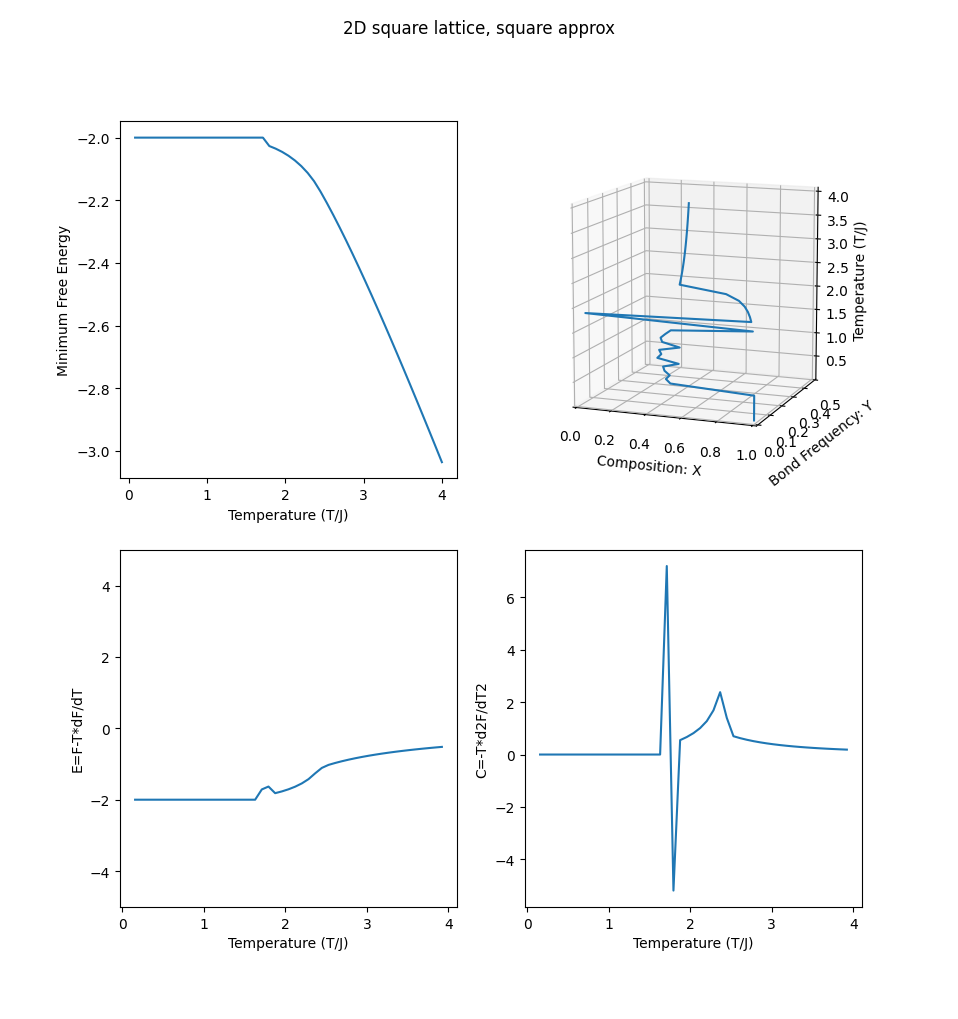 2D square lattice, square approx
Minimum Free Energy
−2.0
−2.2
−2.4
−2.6
−2.8
−3.0
0 1 2 3 4
Temperature (T/J)
4.0
3.5
3.0
2.5
2.0
1.5
1.0
0.5
Temperature (T/J)
0.0 0.2 0.4 0.6 0.8 1.0
Composition: X
0.0 0.1 0.2 0.3 0.4 0.5
Bond Frequency: Y
E=F-T*dF/dT
4
2
0
−2
−4
0 1 2 3 4
Temperature (T/J)
C=-T*d2F/dT2
6
4
2
0
−2
−4
0 1 2 3 4
Temperature (T/J)